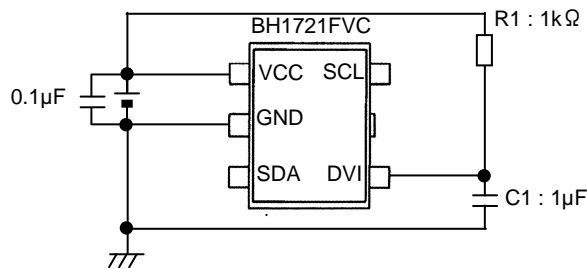 BH1721FVC
R1 : 1kΩ
VCC SCL
0.1µF
GND
SDA DVI
C1 : 1µF